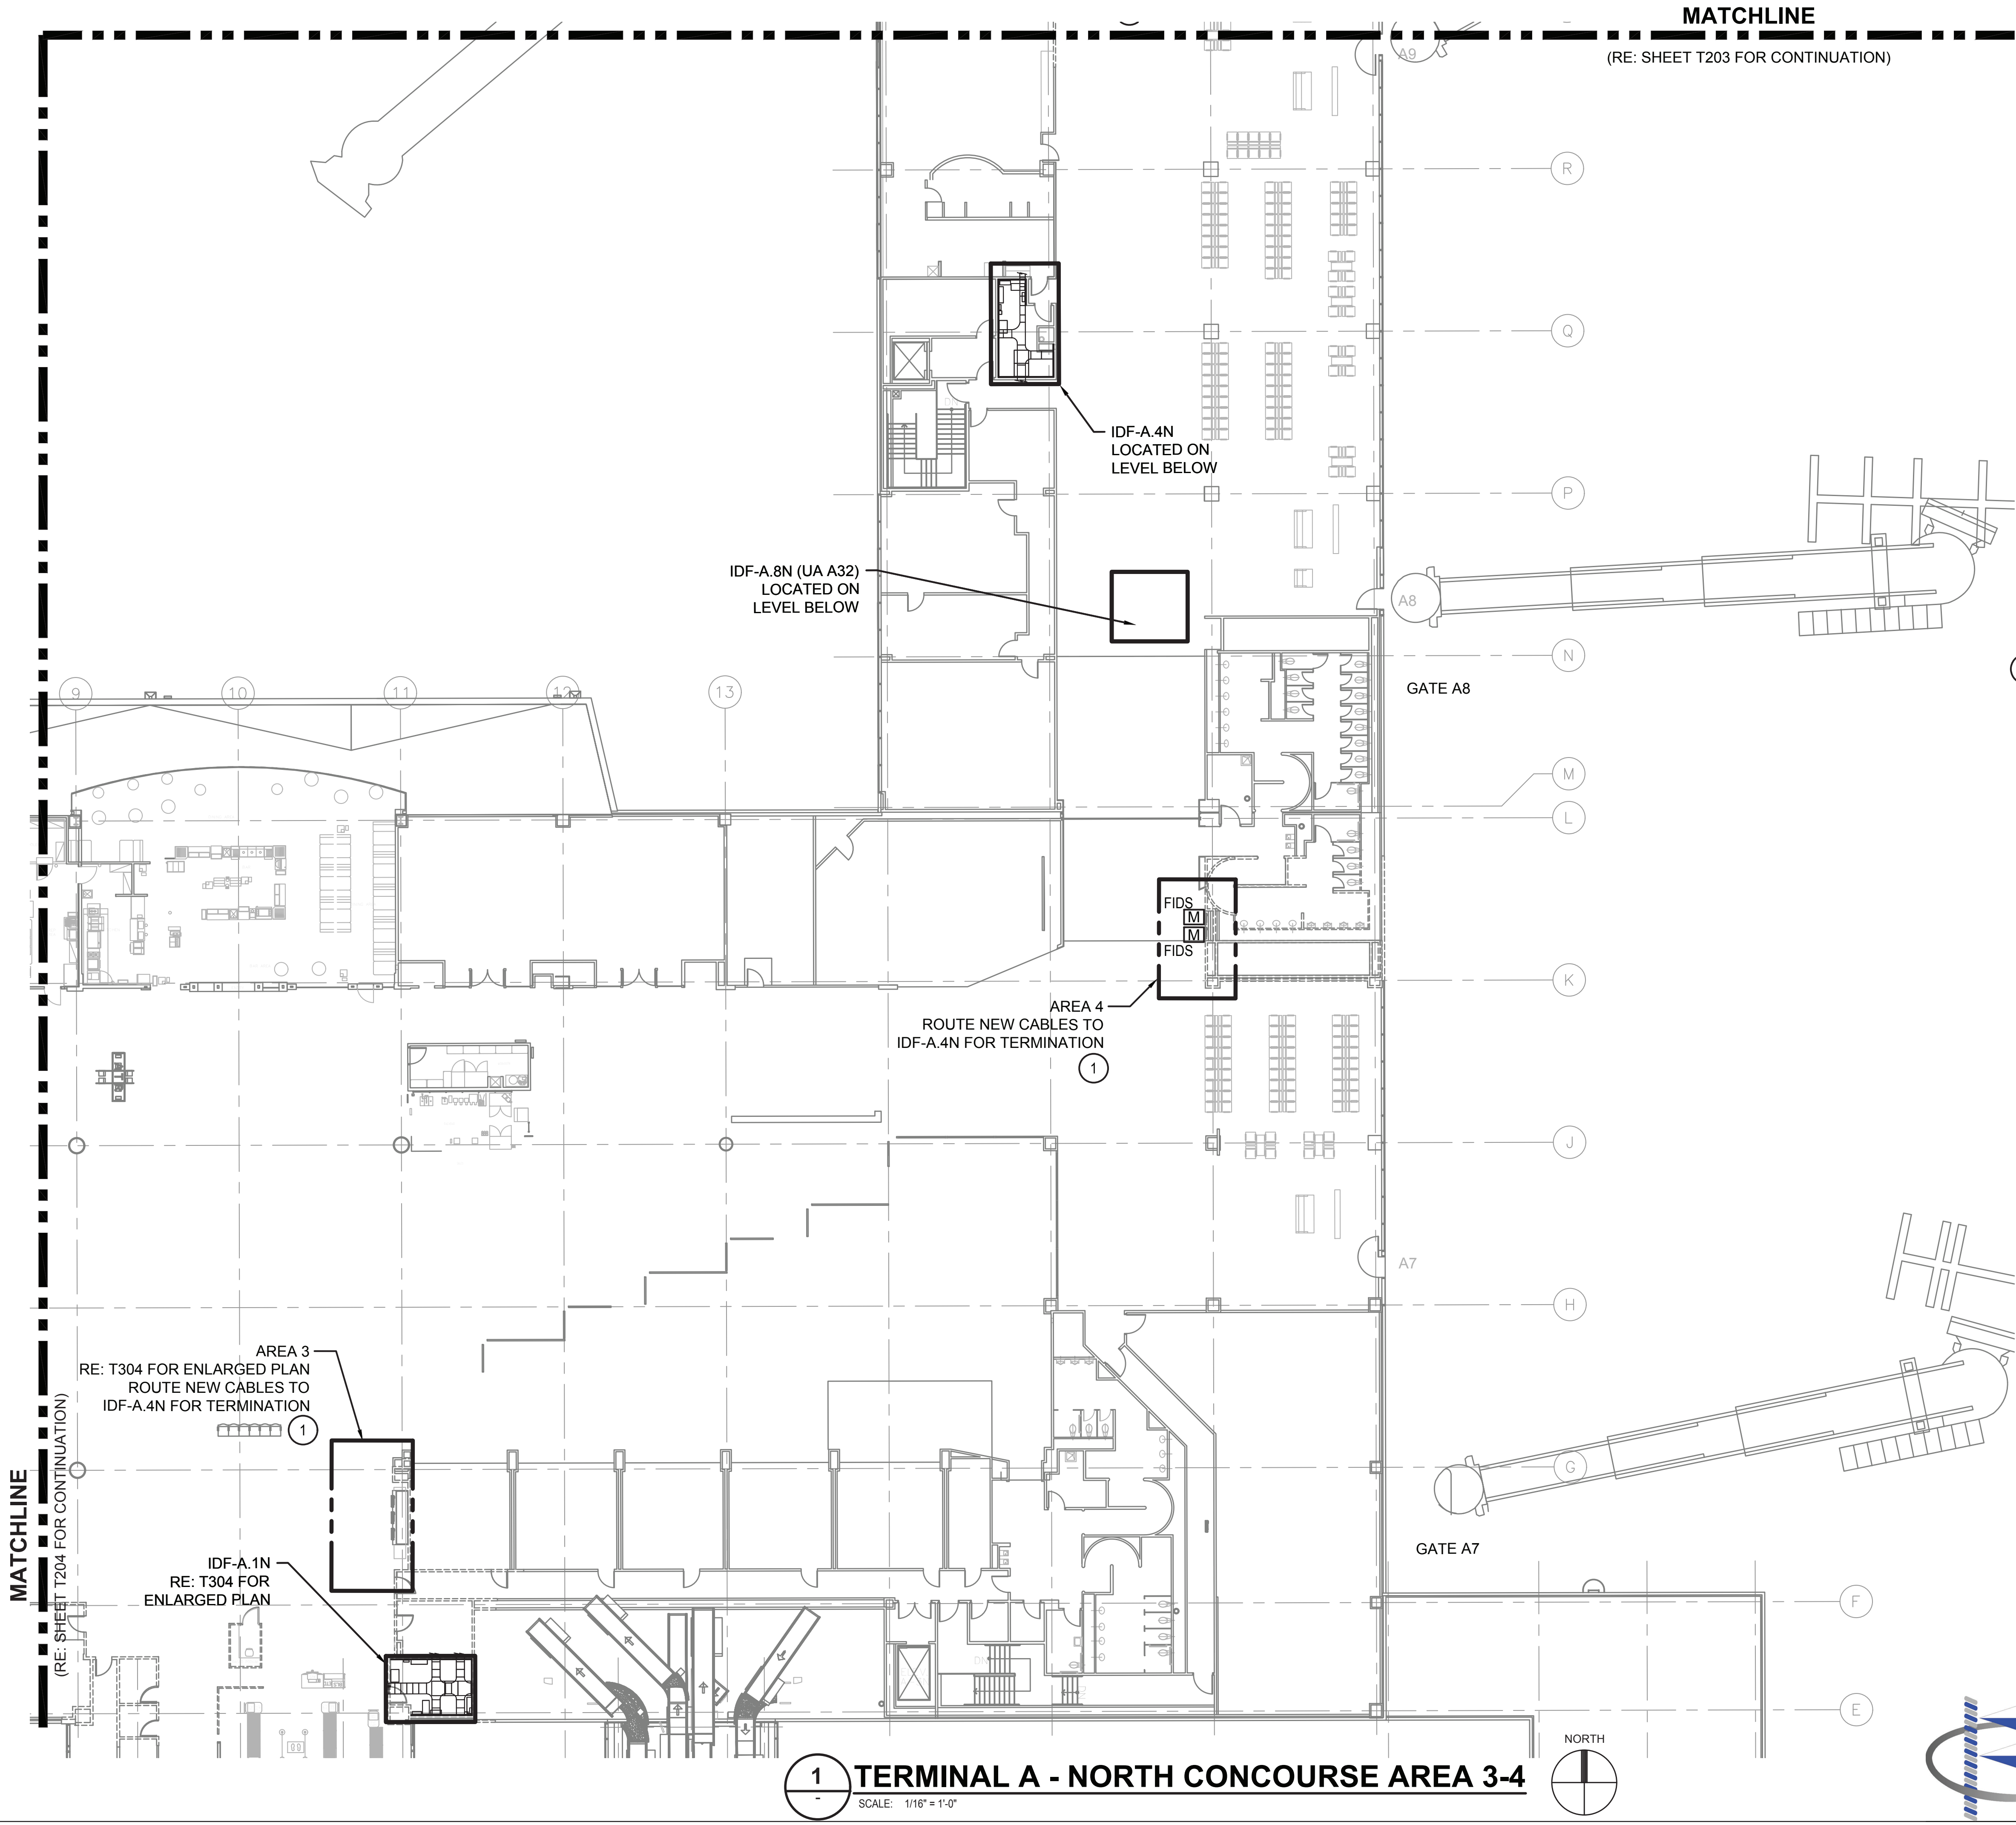 MATCHLINE
(RE: SHEET T203 FOR CONTINUATION)
A9
R
Q
IDF-A.4N
LOCATED ON
LEVEL BELOW
P
IDF-A.8N (UA A32)
LOCATED ON
LEVEL BELOW
A8
N
GATE A8
9
10
11
12
13
M
L
FIDS
M
M
FIDS
K
AREA 4
ROUTE NEW CABLES TO
IDF-A.4N FOR TERMINATION
1
J
A7
H
AREA 3
RE: T304 FOR ENLARGED PLAN
ROUTE NEW CABLES TO
IDF-A.4N FOR TERMINATION
1
G
MATCHLINE
(RE: SHEET T204 FOR CONTINUATION)
GATE A7
IDF-A.1N
RE: T304 FOR
ENLARGED PLAN
F
DN
E
NORTH
1
-
TERMINAL A - NORTH CONCOURSE AREA 3-4
SCALE: 1/16" = 1'-0"